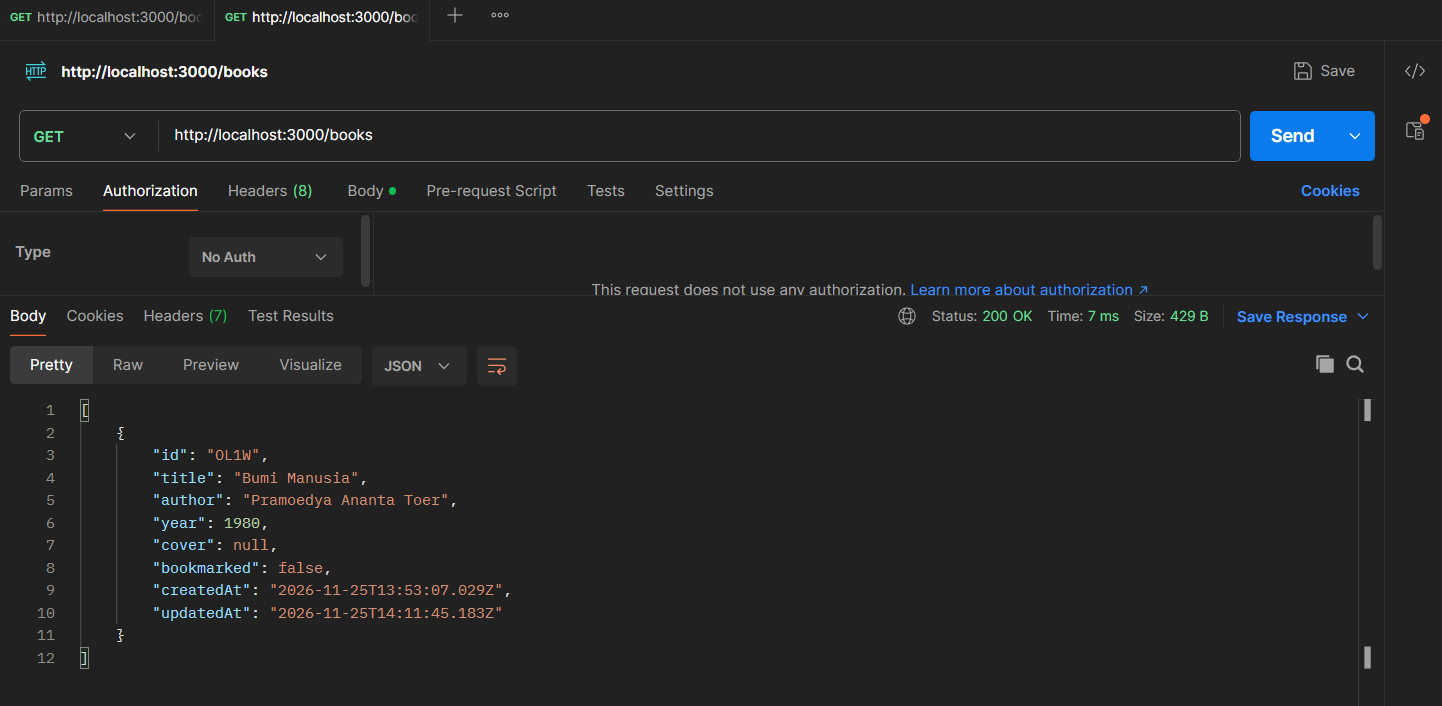 GET http://localhost:3000/boo GET http://localhost:3000/boo
HTTP http://localhost:3000/books Save
GET http://localhost:3000/books Send
Params Authorization Headers (8) Body Pre-request Script Tests Settings Cookies
Type No Auth
This request does not use any authorization. Learn more about authorization ↗
Body Cookies Headers (7) Test Results Status: 200 OK Time: 7 ms Size: 429 B Save Response
Pretty Raw Preview Visualize JSON
1 [
2 {
3 "id": "OL1W",
4 "title": "Bumi Manusia",
5 "author": "Pramoedya Ananta Toer",
6 "year": 1980,
7 "cover": null,
8 "bookmarked": false,
9 "createdAt": "2026-11-25T13:53:07.029Z",
10 "updatedAt": "2026-11-25T14:11:45.183Z"
11 }
12 ]